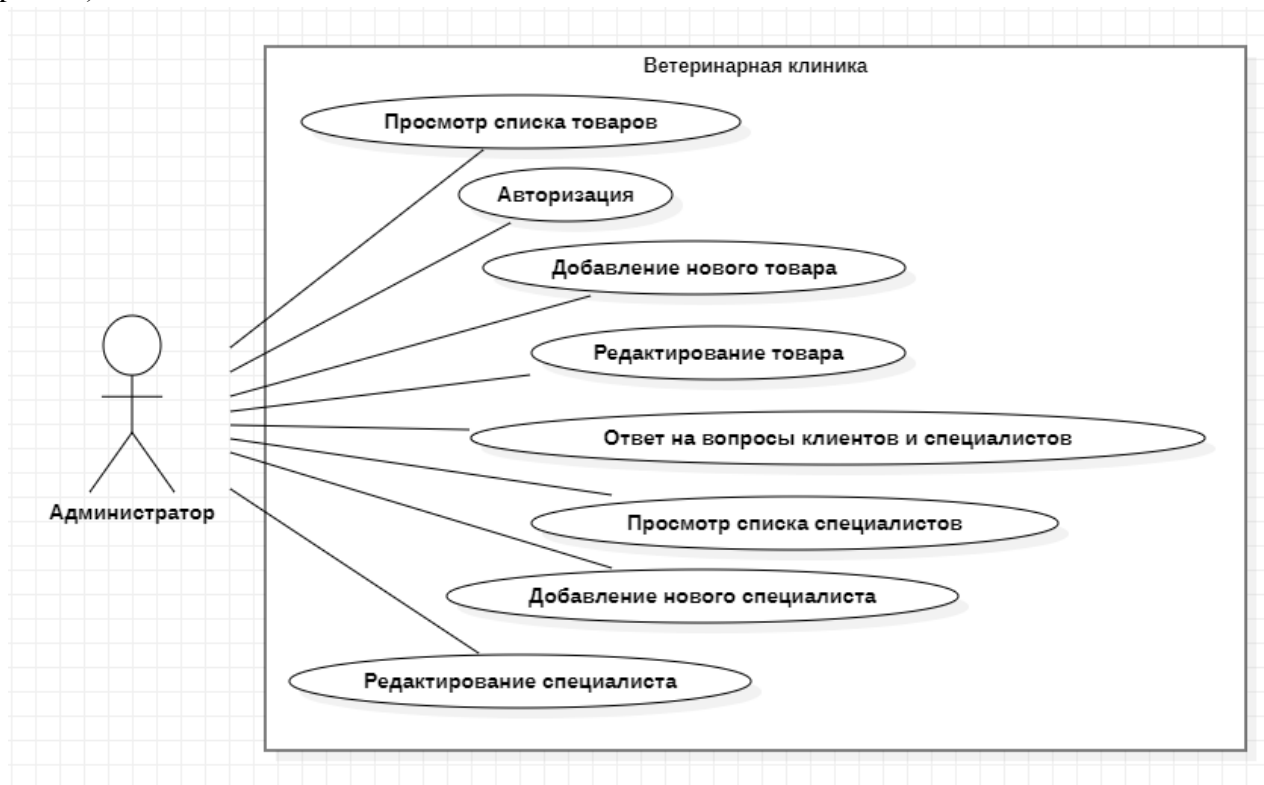 Ветеринарная клиника
Просмотр списка товаров
Авторизация
Добавление нового товара
Редактирование товара
Ответ на вопросы клиентов и специалистов
Просмотр списка специалистов
Администратор
Добавление нового специалиста
Редактирование специалиста